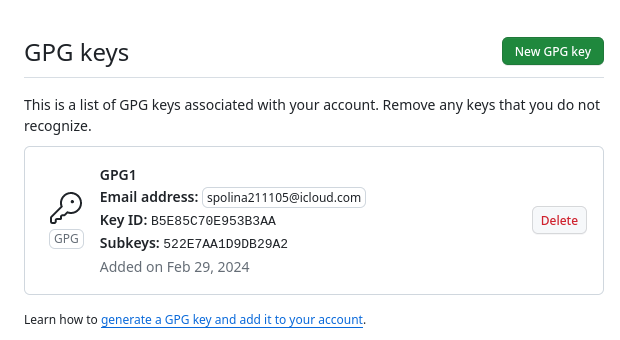 GPG keys
New GPG key
This is a list of GPG keys associated with your account. Remove any keys that you do not
recognize.
GPG1
Email address: spolina211105@icloud.com
Key ID: B5E85C70E953B3AA
Subkeys: 522E7AA1D9DB29A2
Added on Feb 29, 2024
GPG
Delete
Learn how to generate a GPG key and add it to your account.